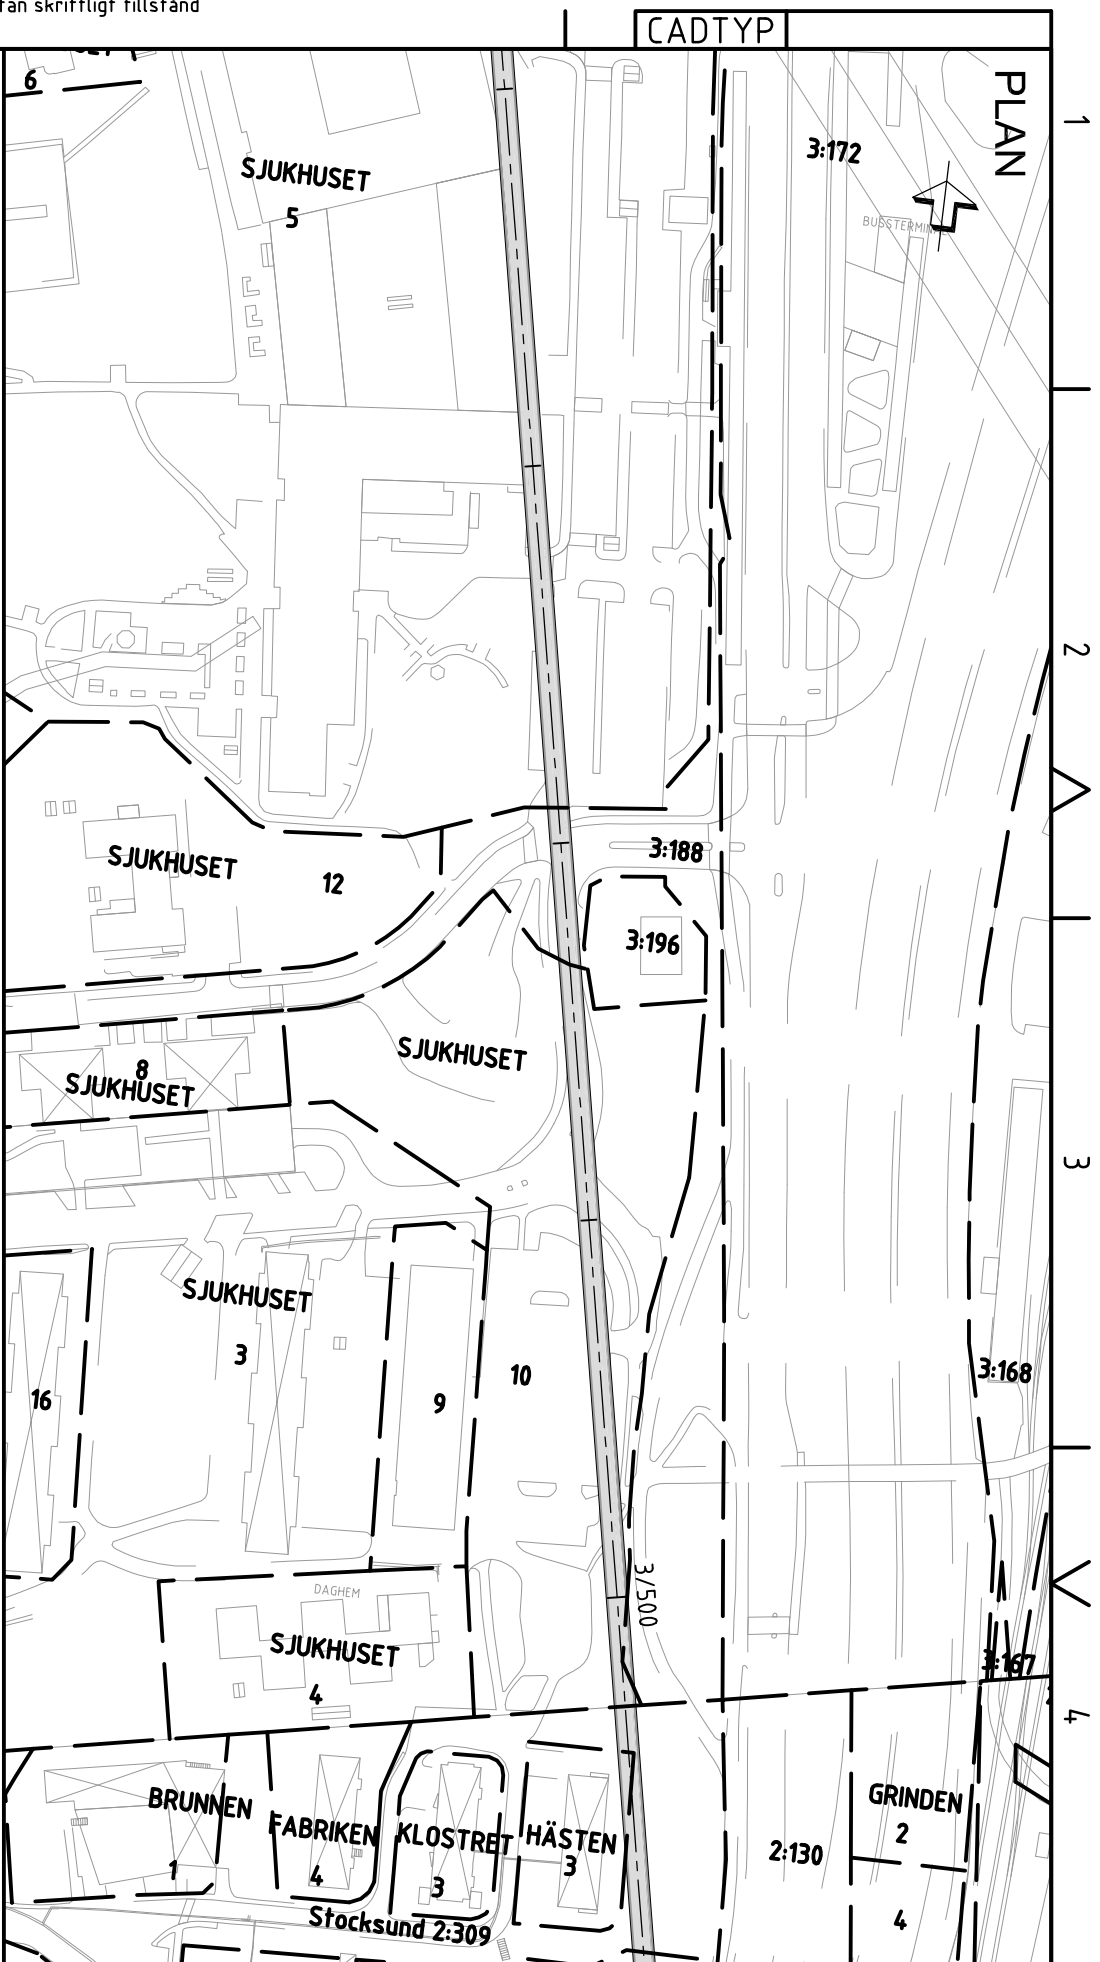 utan skriftligt tillstånd
CADTYP
PLAN
1
6
3:172
SJUKHUSET
5
2
SJUKHUSET
12
3:188
3:196
SJUKHUSET
8
SJUKHUSET
3
SJUKHUSET
3
10
9
16
3:168
3/500
DAGHEM
SJUKHUSET
4
3:167
4
BRUNNEN
1
FABRIKEN
4
KLOSTRET
3
HÄSTEN
3
2:130
GRINDEN
2
4
Stocksund 2:309